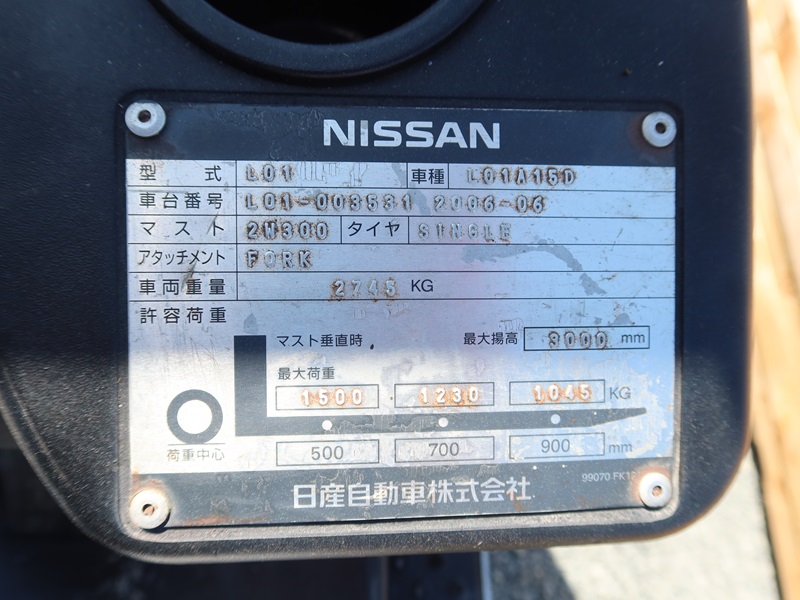 NISSAN
型式 L01 車種 L01A15D
車台番号 L01-003531 2006-06
マスト 2W300 タイヤ SINGLE
アタッチメント FORK
車両重量 2745 KG
許容荷重
マスト垂直時 最大揚高 3000 mm
最大荷重
1500 1230 1045 KG
荷重中心 500 700 900 mm
99070
日産自動車株式会社